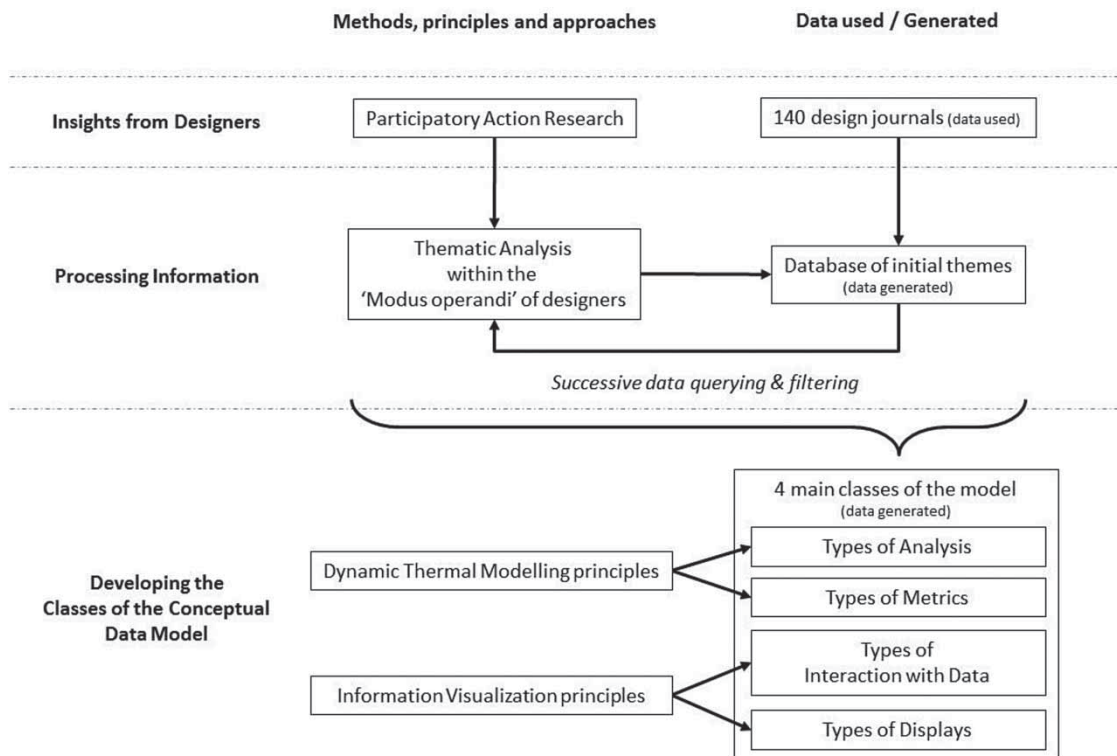 Methods, principles and approaches
Data used / Generated
Insights from Designers
Participatory Action Research
140 design journals (data used)
Processing Information
Thematic Analysis
within the
‘Modus operandi’ of designers
Database of initial themes
(data generated)
Successive data querying & filtering
Developing the
Classes of the Conceptual
Data Model
4 main classes of the model
(data generated)
Dynamic Thermal Modelling principles
Types of Analysis
Types of Metrics
Information Visualization principles
Types of
Interaction with Data
Types of Displays